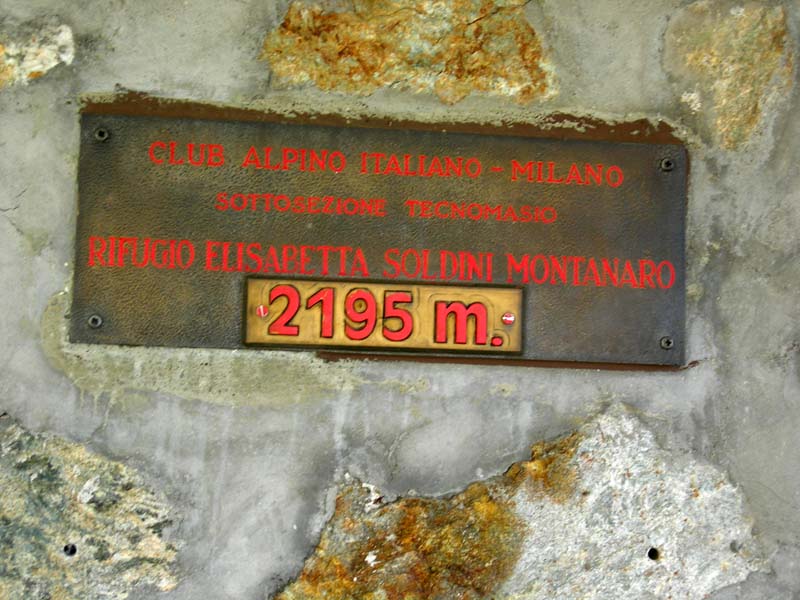 CLUB ALPINO ITALIANO - MILANO
SOTTOSEZIONE TECNOMASIO
RIFUGIO ELISABETTA SOLDINI MONTANARO
2195 m.